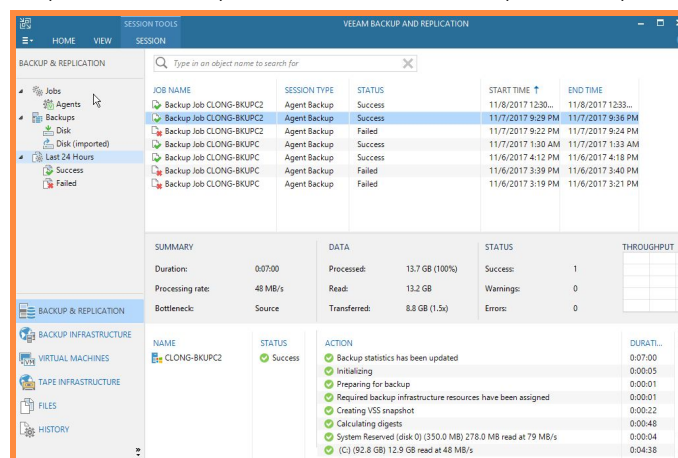 SESSION TOOLS
VEEAM BACKUP AND REPLICATION
HOME VIEW SESSION
BACKUP & REPLICATION
Type in an object name to search for
Jobs
Agents
Backups
Disk
Disk (imported)
Last 24 Hours
Success
Failed
JOB NAME SESSION TYPE STATUS START TIME END TIME
Backup Job CLONG-BKUPC2 Agent Backup Success 11/8/2017 12:30... 11/8/2017 12:33...
Backup Job CLONG-BKUPC2 Agent Backup Success 11/7/2017 9:29 PM 11/7/2017 9:36 PM
Backup Job CLONG-BKUPC2 Agent Backup Failed 11/7/2017 9:22 PM 11/7/2017 9:24 PM
Backup Job CLONG-BKUPC Agent Backup Success 11/7/2017 1:30 AM 11/7/2017 1:33 AM
Backup Job CLONG-BKUPC Agent Backup Success 11/6/2017 4:12 PM 11/6/2017 4:18 PM
Backup Job CLONG-BKUPC Agent Backup Failed 11/6/2017 3:39 PM 11/6/2017 3:40 PM
Backup Job CLONG-BKUPC Agent Backup Failed 11/6/2017 3:19 PM 11/6/2017 3:21 PM
SUMMARY DATA STATUS THROUGHPUT
Duration: 0:07:00 Processed: 13.7 GB (100%) Success: 1
Processing rate: 48 MB/s Read: 13.2 GB Warnings: 0
Bottleneck: Source Transferred: 8.8 GB (1.5x) Errors: 0
BACKUP & REPLICATION
BACKUP INFRASTRUCTURE
VIRTUAL MACHINES
TAPE INFRASTRUCTURE
FILES
HISTORY
NAME STATUS ACTION DURATI...
CLONG-BKUPC2 Success Backup statistics has been updated 0:07:00
Initializing 0:00:05
Preparing for backup 0:00:01
Required backup infrastructure resources have been assigned 0:00:01
Creating VSS snapshot 0:00:22
Calculating digests 0:00:48
System Reserved (disk 0) (350.0 MB) 278.0 MB read at 79 MB/s 0:00:04
(C:) (92.8 GB) 12.9 GB read at 48 MB/s 0:04:38